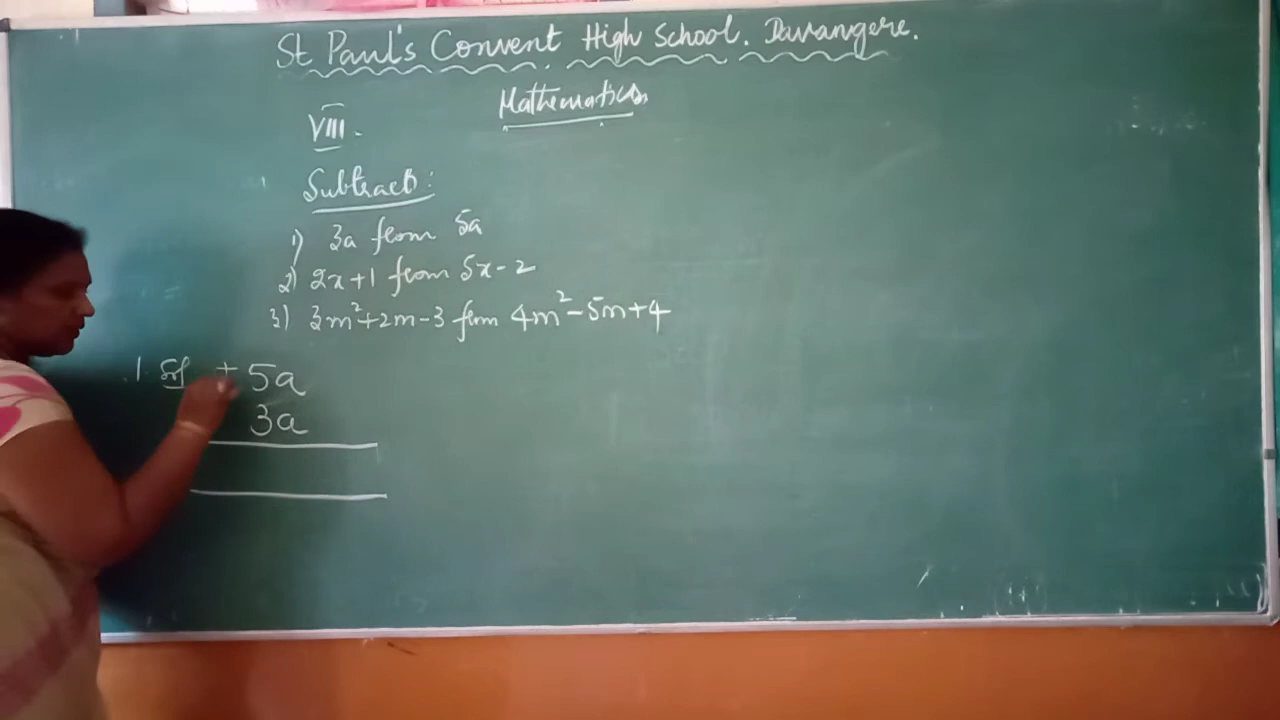 St Paul's Convent High School. Davangere.
Mathematics
VIII.
Subtract:
1) 3a from 5a
2) 2x+1 from 5x-2
3) 3m²+2m-3 from 4m²-5m+4
1. + 5a
3a